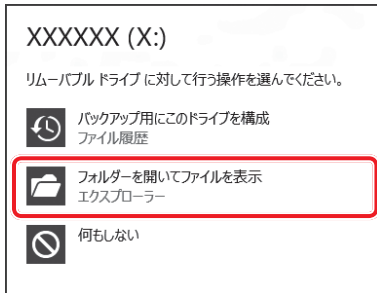 XXXXXX (X:)
リムーバブル ドライブ に対して行う操作を選んでください。
バックアップ用にこのドライブを構成
ファイル履歴
フォルダーを開いてファイルを表示
エクスプローラー
何もしない